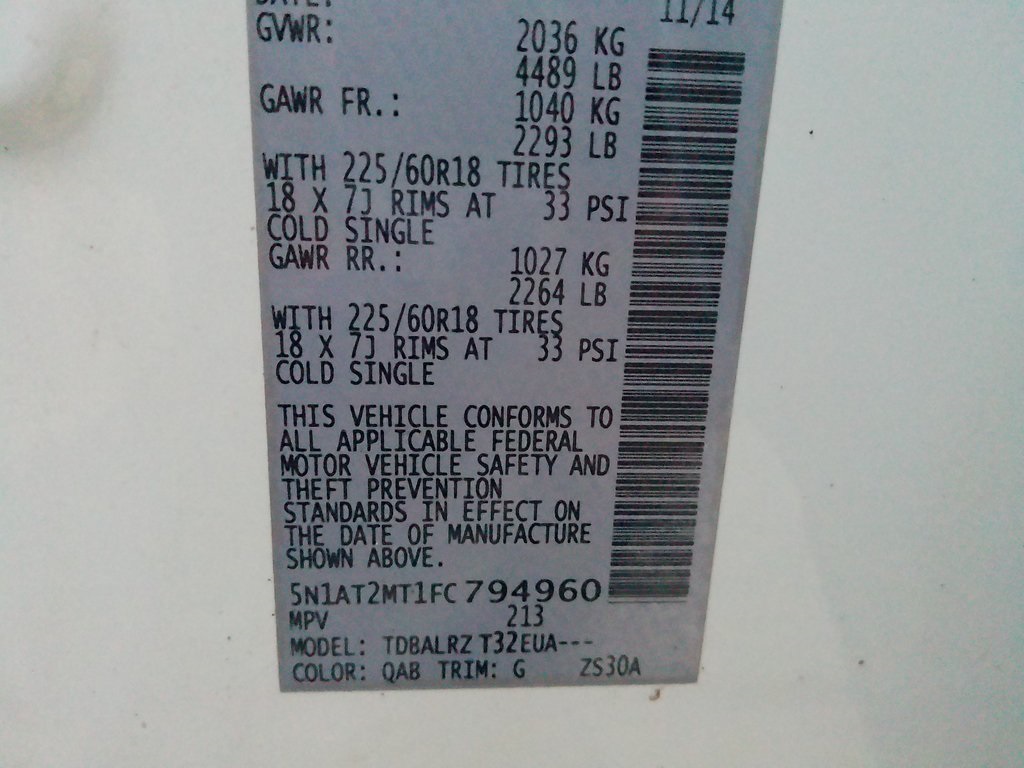 DATE: 11/14
GVWR: 2036 KG
4489 LB
GAWR FR.: 1040 KG
2293 LB
WITH 225/60R18 TIRES
18 X 7J RIMS AT 33 PSI
COLD SINGLE
GAWR RR.: 1027 KG
2264 LB
WITH 225/60R18 TIRES
18 X 7J RIMS AT 33 PSI
COLD SINGLE
THIS VEHICLE CONFORMS TO
ALL APPLICABLE FEDERAL
MOTOR VEHICLE SAFETY AND
THEFT PREVENTION
STANDARDS IN EFFECT ON
THE DATE OF MANUFACTURE
SHOWN ABOVE.
5N1AT2MT1FC794960
MPV 213
MODEL: TDBALRZ T32EUA---
COLOR: QAB TRIM: G ZS30A